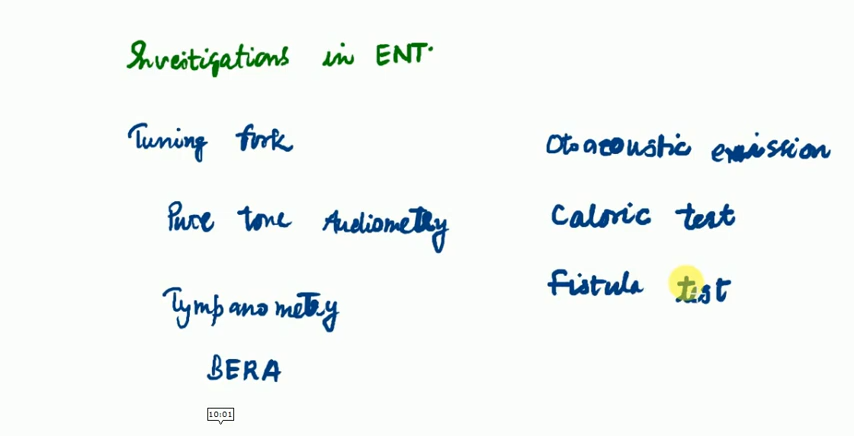 Investigations in ENT.
Tuning fork
Pure tone Audiometry
Tympanometry
BERA
Otoacoustic emission
Caloric test
Fistula test
10:01